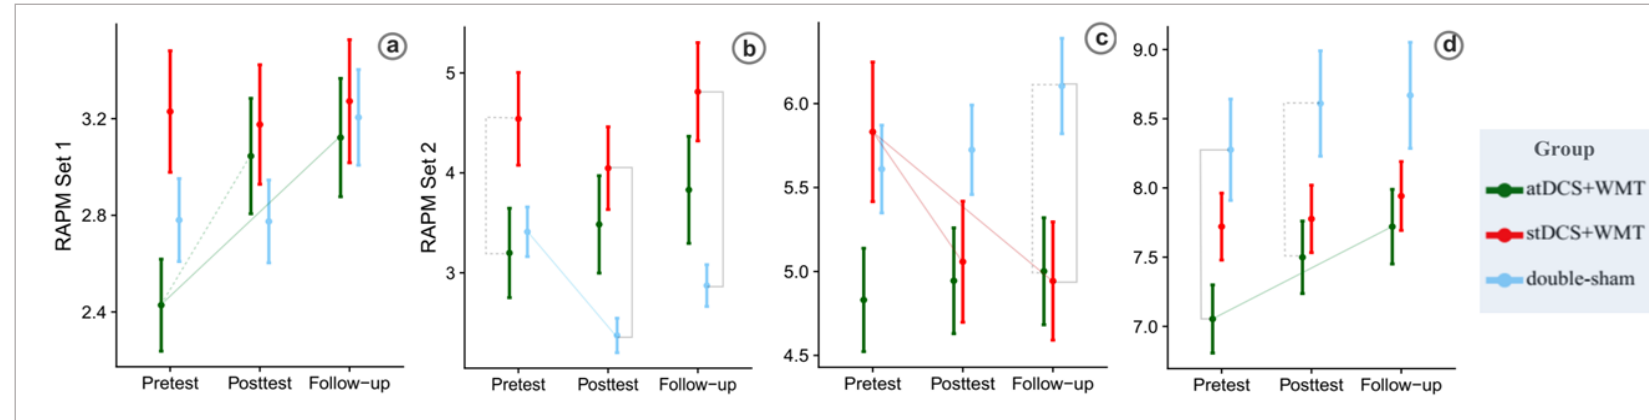 a
RAPM Set 1
3.2
2.8
2.4
Pretest
Posttest
Follow−up
b
RAPM Set 2
5
4
3
Pretest
Posttest
Follow−up
c
6.0
5.5
5.0
4.5
Pretest
Posttest
Follow−up
d
9.0
8.5
8.0
7.5
7.0
Pretest
Posttest
Follow−up
Group
atDCS+WMT
stDCS+WMT
double-sham